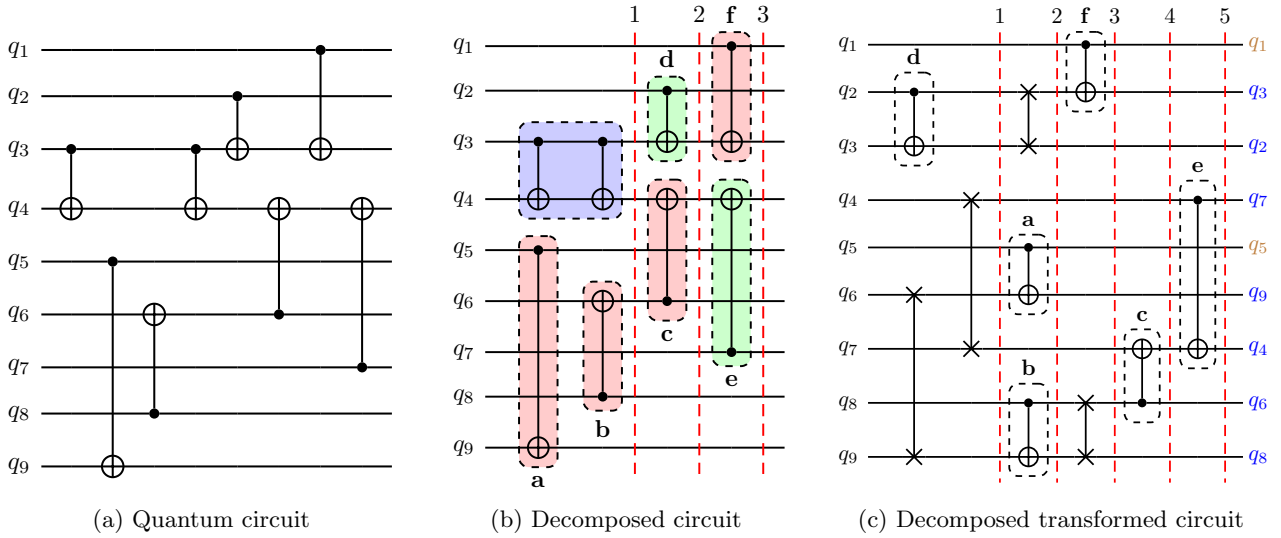 1 f 3
q1
q2
q3
q4
q5
q6
q7
q8
q9
(a) Quantum circuit
1 2 f 3
q1
d
q2
q3
q4
q5
q6
c
q7
e
q8
b
q9
a
(b) Decomposed circuit
1 2 f 3 4 5
q1 q1
d
q2 q3
q3 q2
e
q4 q7
a
q5 q5
q6 q9
c
q7 q4
b
q8 q6
q9 q8
(c) Decomposed transformed circuit